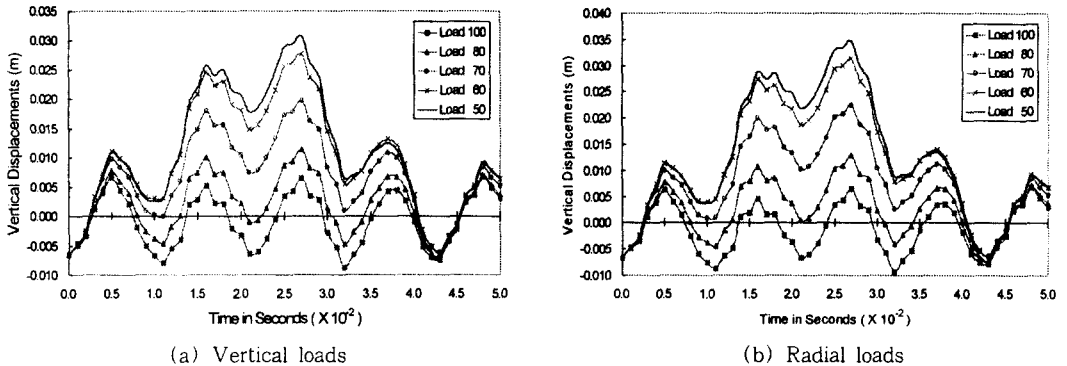 0.035
0.030
0.025
0.020
0.015
0.010
0.005
0.000
-0.005
-0.010
Vertical Displacements (m)
0.0 0.5 1.0 1.5 2.0 2.5 3.0 3.5 4.0 4.5 5.0
Time in Seconds ( X 10-2)
Load 100
Load 80
Load 70
Load 60
Load 50
(a) Vertical loads
0.040
0.035
0.030
0.025
0.020
0.015
0.010
0.005
0.000
-0.005
-0.010
Vertical Displacements (m)
0.0 0.5 1.0 1.5 2.0 2.5 3.0 3.5 4.0 4.5 5.0
Time in Seconds ( X 10-2)
Load 100
Load 80
Load 70
Load 60
Load 50
(b) Radial loads